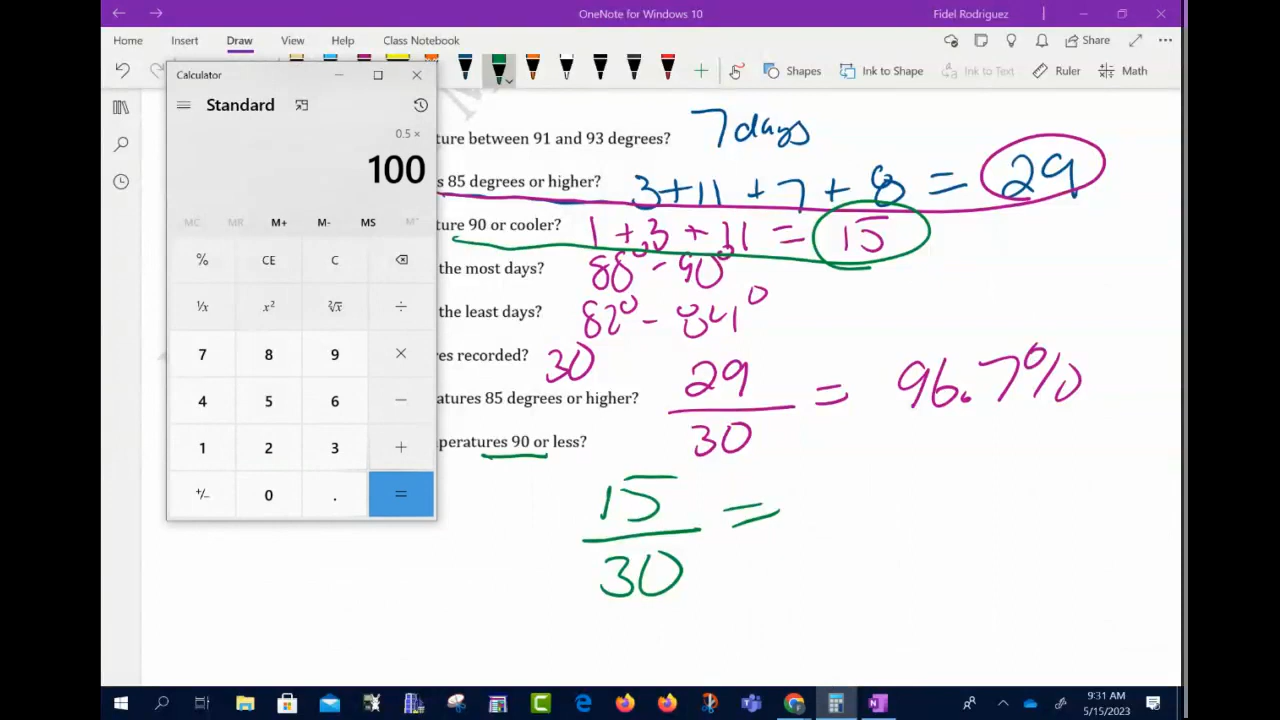 OneNote for Windows 10
Fidel Rodriguez
Home Insert Draw View Help Class Notebook
Share
Shapes Ink to Shape Ink to Text Ruler Math
Calculator
Standard
0.5 ×
100
MC MR M+ M- MS M˅
% CE C
¹/x x² ²√x ÷
7 8 9 ×
4 5 6 −
1 2 3 +
+/− 0 . =
ture between 91 and 93 degrees? 7 days
s 85 degrees or higher? 3+11+7+8=29
ture 90 or cooler? 1+3+11=15
the most days? 88°-90°
the least days? 82°-84°
es recorded? 30
atures 85 degrees or higher? 29/30 = 96.7%
peratures 90 or less?
15/30 =
9:31 AM
5/15/2023